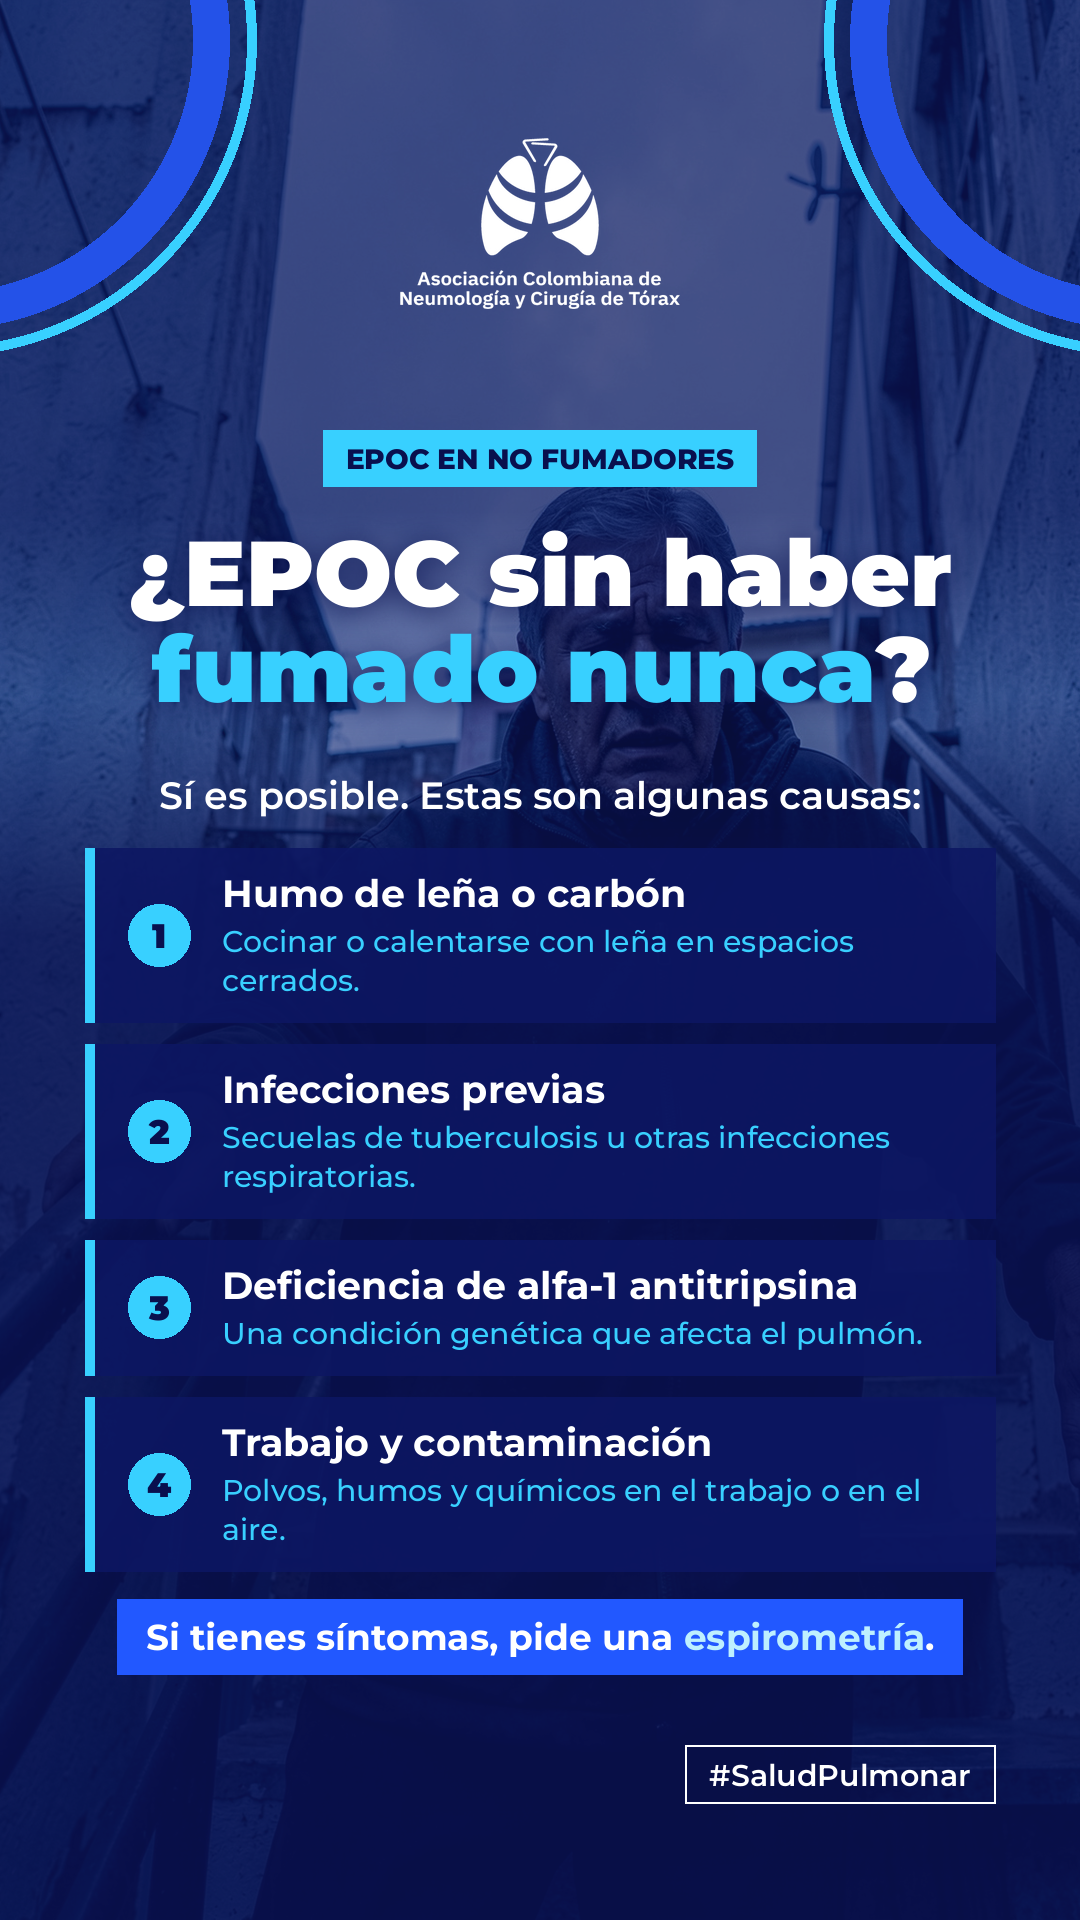 Asociación Colombiana de
Neumología y Cirugía de Tórax
EPOC EN NO FUMADORES
¿EPOC sin haber
fumado nunca?
Sí es posible. Estas son algunas causas:
1
Humo de leña o carbón
Cocinar o calentarse con leña en espacios
cerrados.
2
Infecciones previas
Secuelas de tuberculosis u otras infecciones
respiratorias.
3
Deficiencia de alfa-1 antitripsina
Una condición genética que afecta el pulmón.
4
Trabajo y contaminación
Polvos, humos y químicos en el trabajo o en el
aire.
Si tienes síntomas, pide una espirometría.
#SaludPulmonar